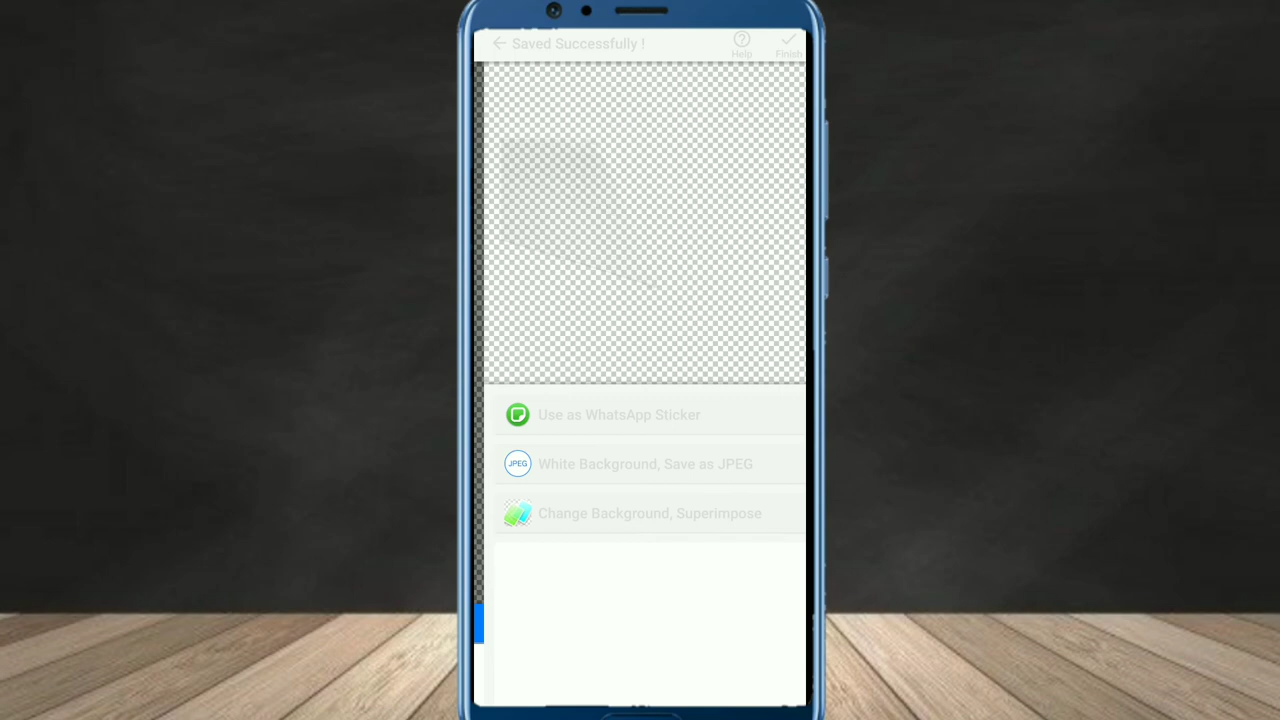 Saved Successfully !
Help
Finish
Use as WhatsApp Sticker
JPEG
White Background, Save as JPEG
Change Background, Superimpose